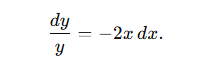 dy/y = −2x dx.